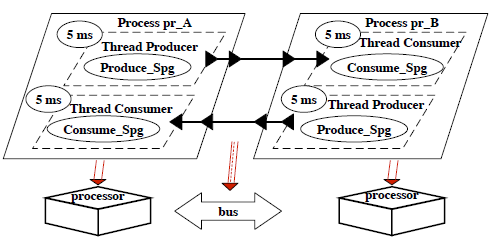 Process pr_A
5 ms
Thread Producer
Produce_Spg
5 ms
Thread Consumer
Consume_Spg
Process pr_B
5 ms
Thread Consumer
Consume_Spg
5 ms
Thread Producer
Produce_Spg
processor
bus
processor